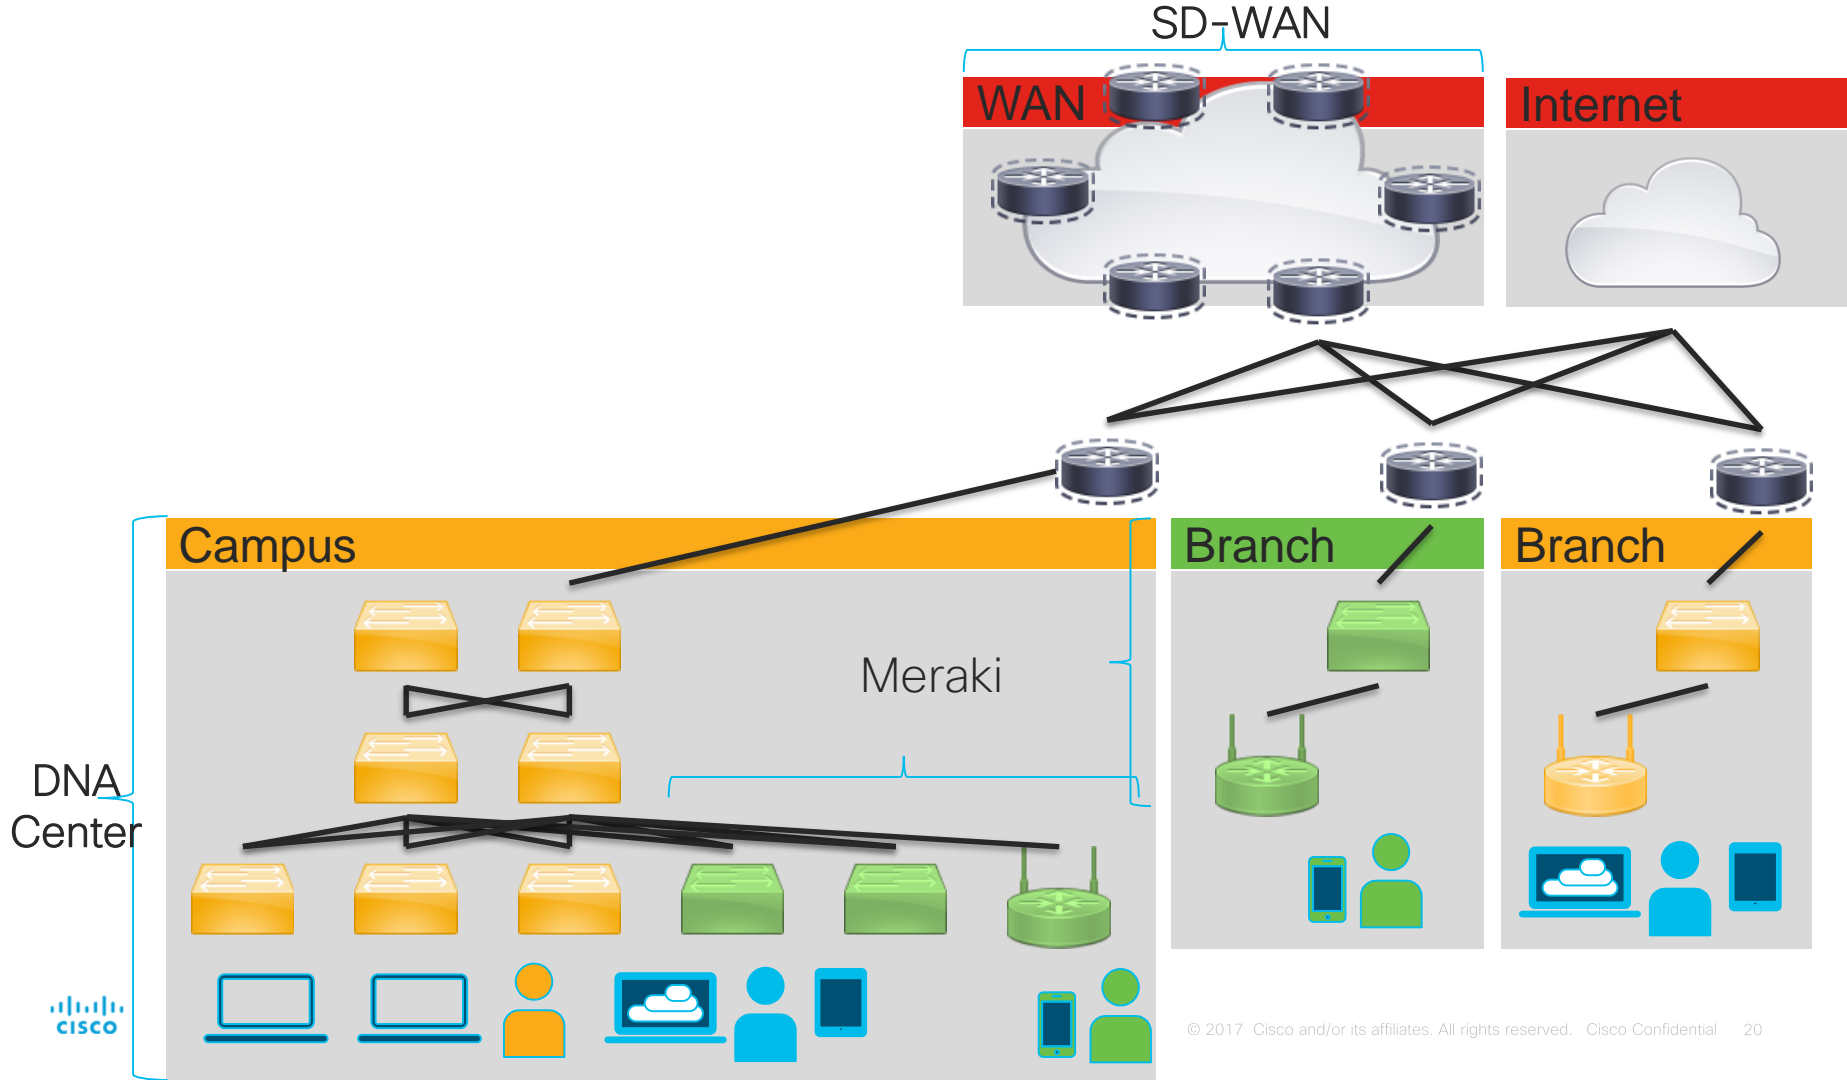 SD-WAN
WAN
Internet
Campus
Branch
Branch
Meraki
DNA
Center
CISCO
© 2017 Cisco and/or its affiliates. All rights reserved. Cisco Confidential 20